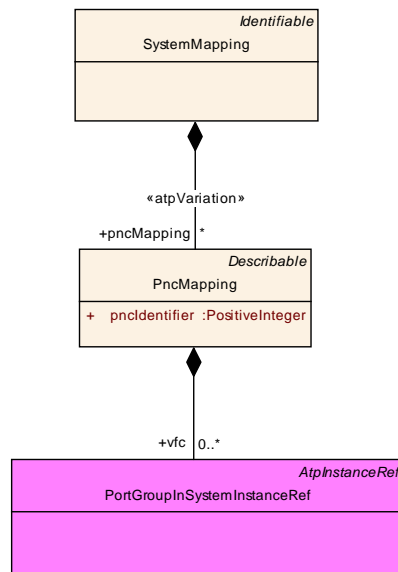 Identifiable
SystemMapping
«atpVariation»
+pncMapping *
Describable
PncMapping
+ pncIdentifier :PositiveInteger
+vfc 0..*
AtpInstanceRef
PortGroupInSystemInstanceRef